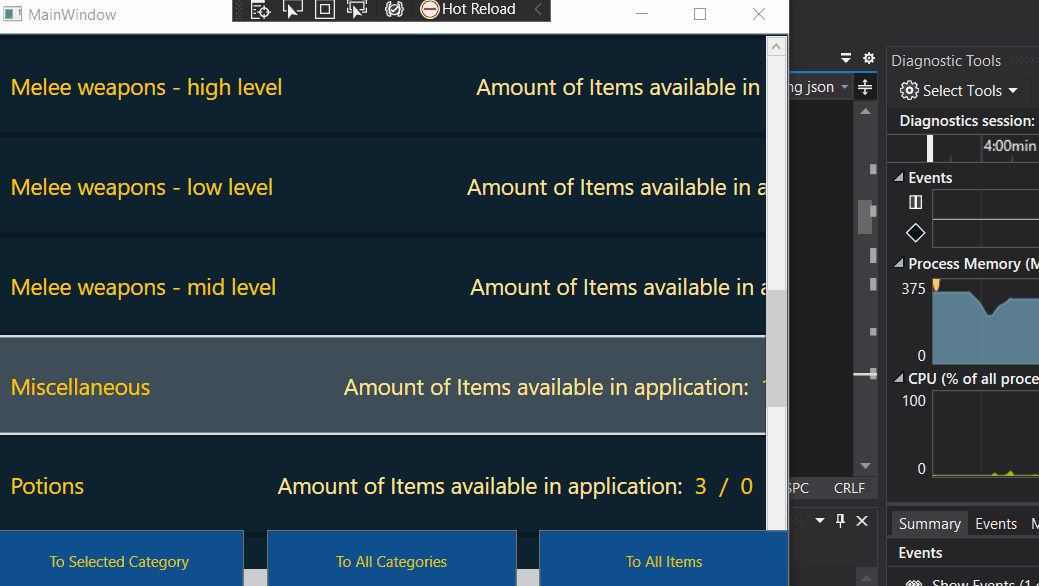 MainWindow
Hot Reload
Melee weapons - high level Amount of Items available in
Melee weapons - low level Amount of Items available in a
Melee weapons - mid level Amount of Items available in a
Miscellaneous Amount of Items available in application:
Potions Amount of Items available in application: 3 / 0
To Selected Category
To All Categories
To All Items
ng json
SPC CRLF
Diagnostic Tools
Select Tools
Diagnostics session:
4:00min
Events
Process Memory (M
375
0
CPU (% of all proce
100
0
Summary Events M
Events
Show Events (1